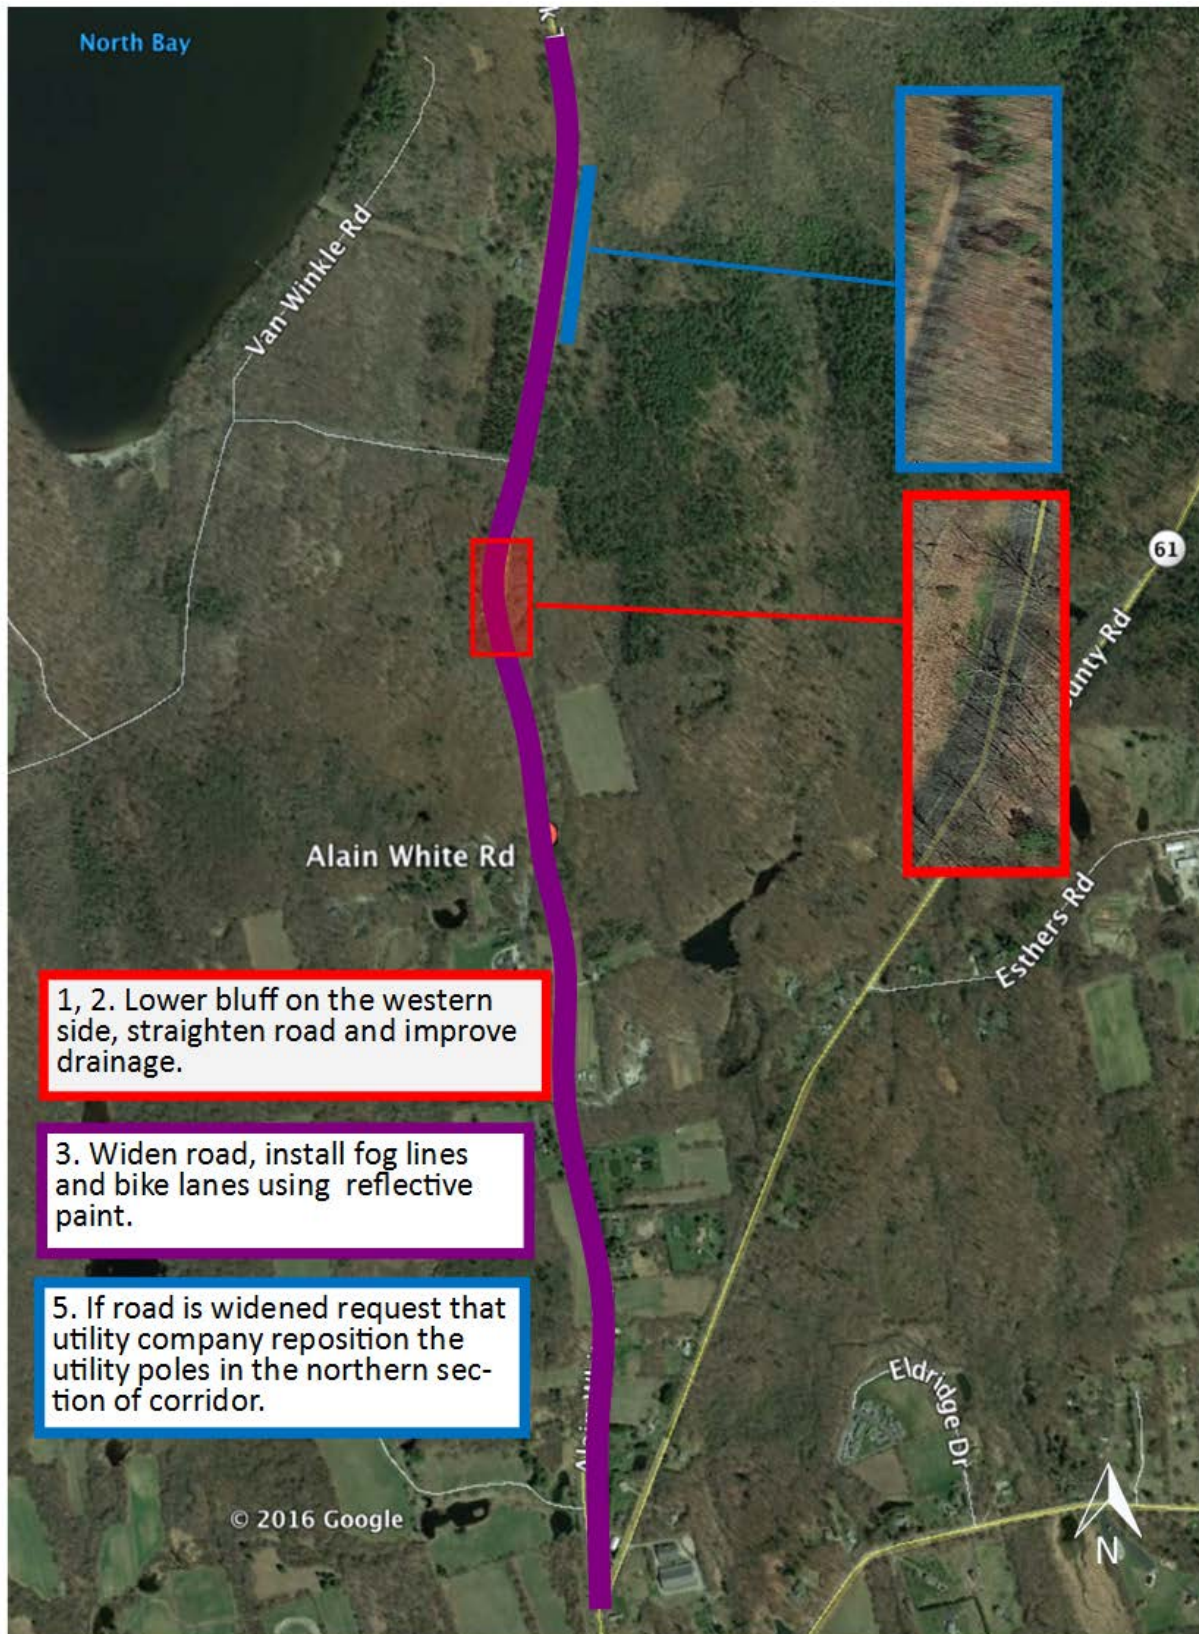 North Bay
Van Winkle Rd
61
County Rd
Alain White Rd
Esthers Rd
1, 2. Lower bluff on the western
side, straighten road and improve
drainage.
3. Widen road, install fog lines
and bike lanes using reflective
paint.
5. If road is widened request that
utility company reposition the
utility poles in the northern sec-
tion of corridor.
Eldridge Dr
Alain
© 2016 Google
N